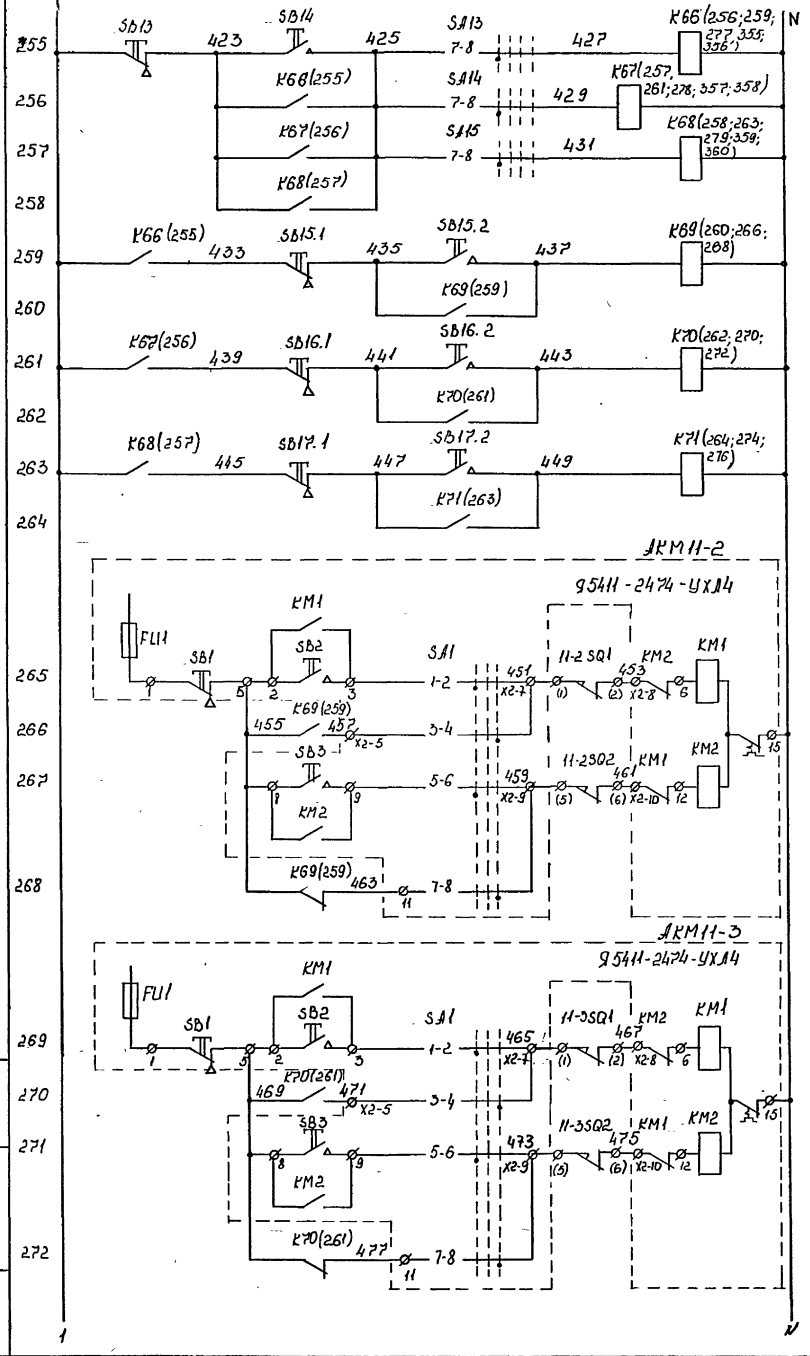 N
SB13
SB14
SA13
K66(256;259;
277,355;
356)
255
423
425
7-8
427
K66(255)
SA14
K67(257,
261;278;357;358)
256
7-8
429
K67(256)
SA15
K68(258;263;
279;359;
360)
257
7-8
431
K68(257)
258
K66(255)
SB15.1
SB15.2
K69(260;266;
268)
259
433
435
437
K69(259)
260
K67(256)
SB16.1
SB16.2
K70(262;270;
272)
261
439
441
443
K70(261)
262
K68(257)
SB17.1
SB17.2
K71(264;274;
276)
263
445
447
449
K71(263)
264
АКМ11-2
Я5411-2474-УХЛ4
KM1
FU1
SB1
SB2
SA1
11-2SQ1
KM2
KM1
265
1
5
2
3
1-2
451
X2-7
(1)
(2)
453
X2-8
6
266
455
K69(259)
457
X2-5
3-4
15
SB3
11-2SQ2
KM1
KM2
267
8
9
5-6
459
X2-9
(5)
(6)
461
X2-10
12
KM2
268
K69(259)
463
11
7-8
АКМ11-3
Я5411-2474-УХЛ4
KM1
FU1
SB1
SB2
SA1
11-3SQ1
KM2
KM1
269
1
5
2
3
1-2
465
X2-7
(1)
(2)
467
X2-8
6
270
469
K70(261)
471
X2-5
3-4
15
SB3
11-3SQ2
KM1
KM2
271
8
9
5-6
473
X2-9
(5)
(6)
475
X2-10
12
KM2
272
K70(261)
477
11
7-8
1
N